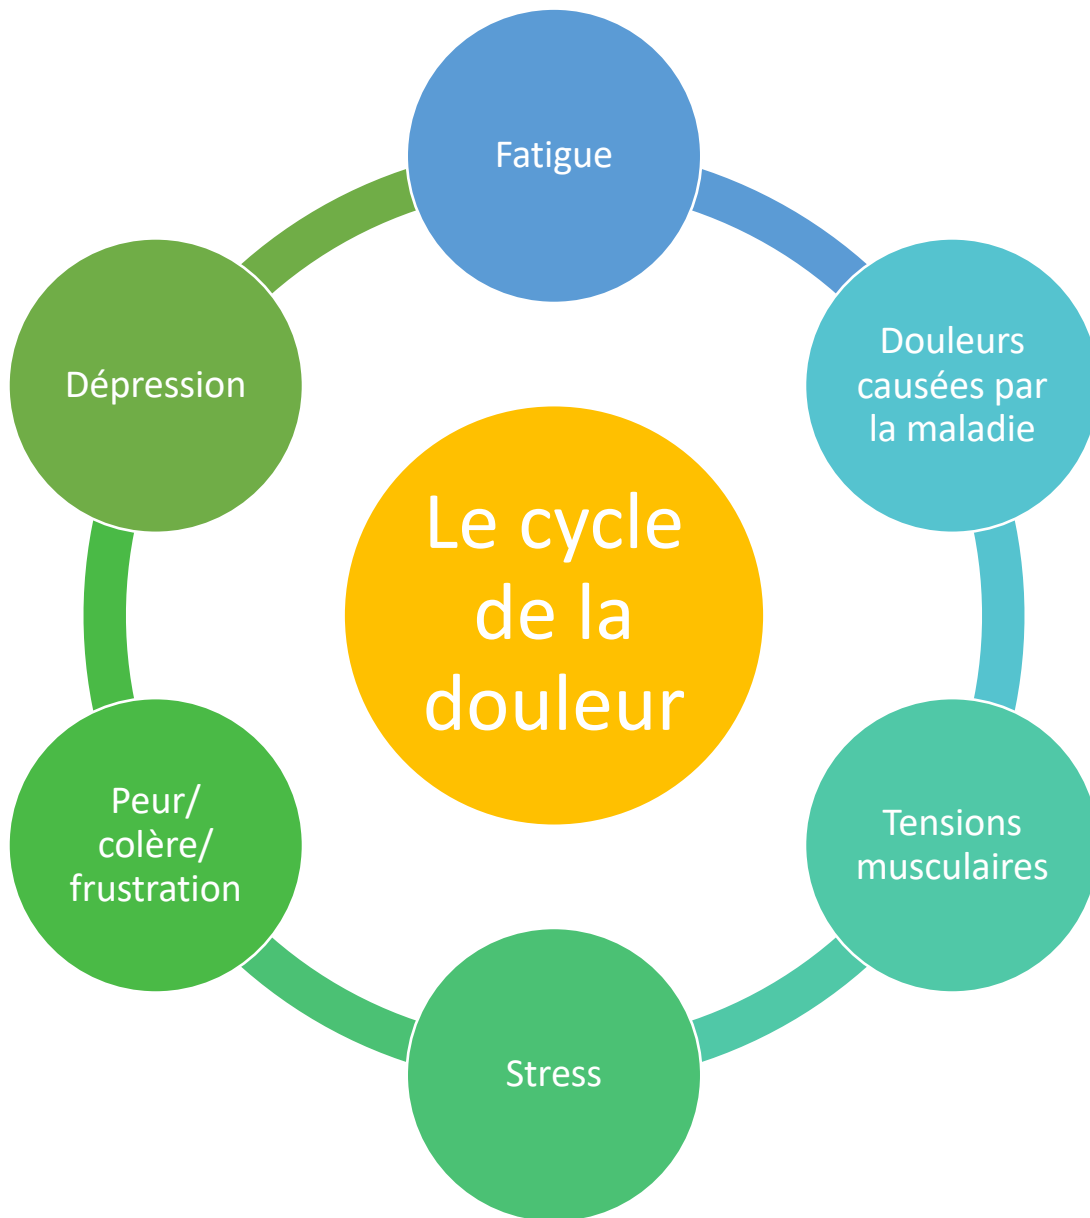 Fatigue
Douleurs
causées par
la maladie
Tensions
musculaires
Stress
Peur/
colère/
frustration
Dépression
Le cycle
de la
douleur